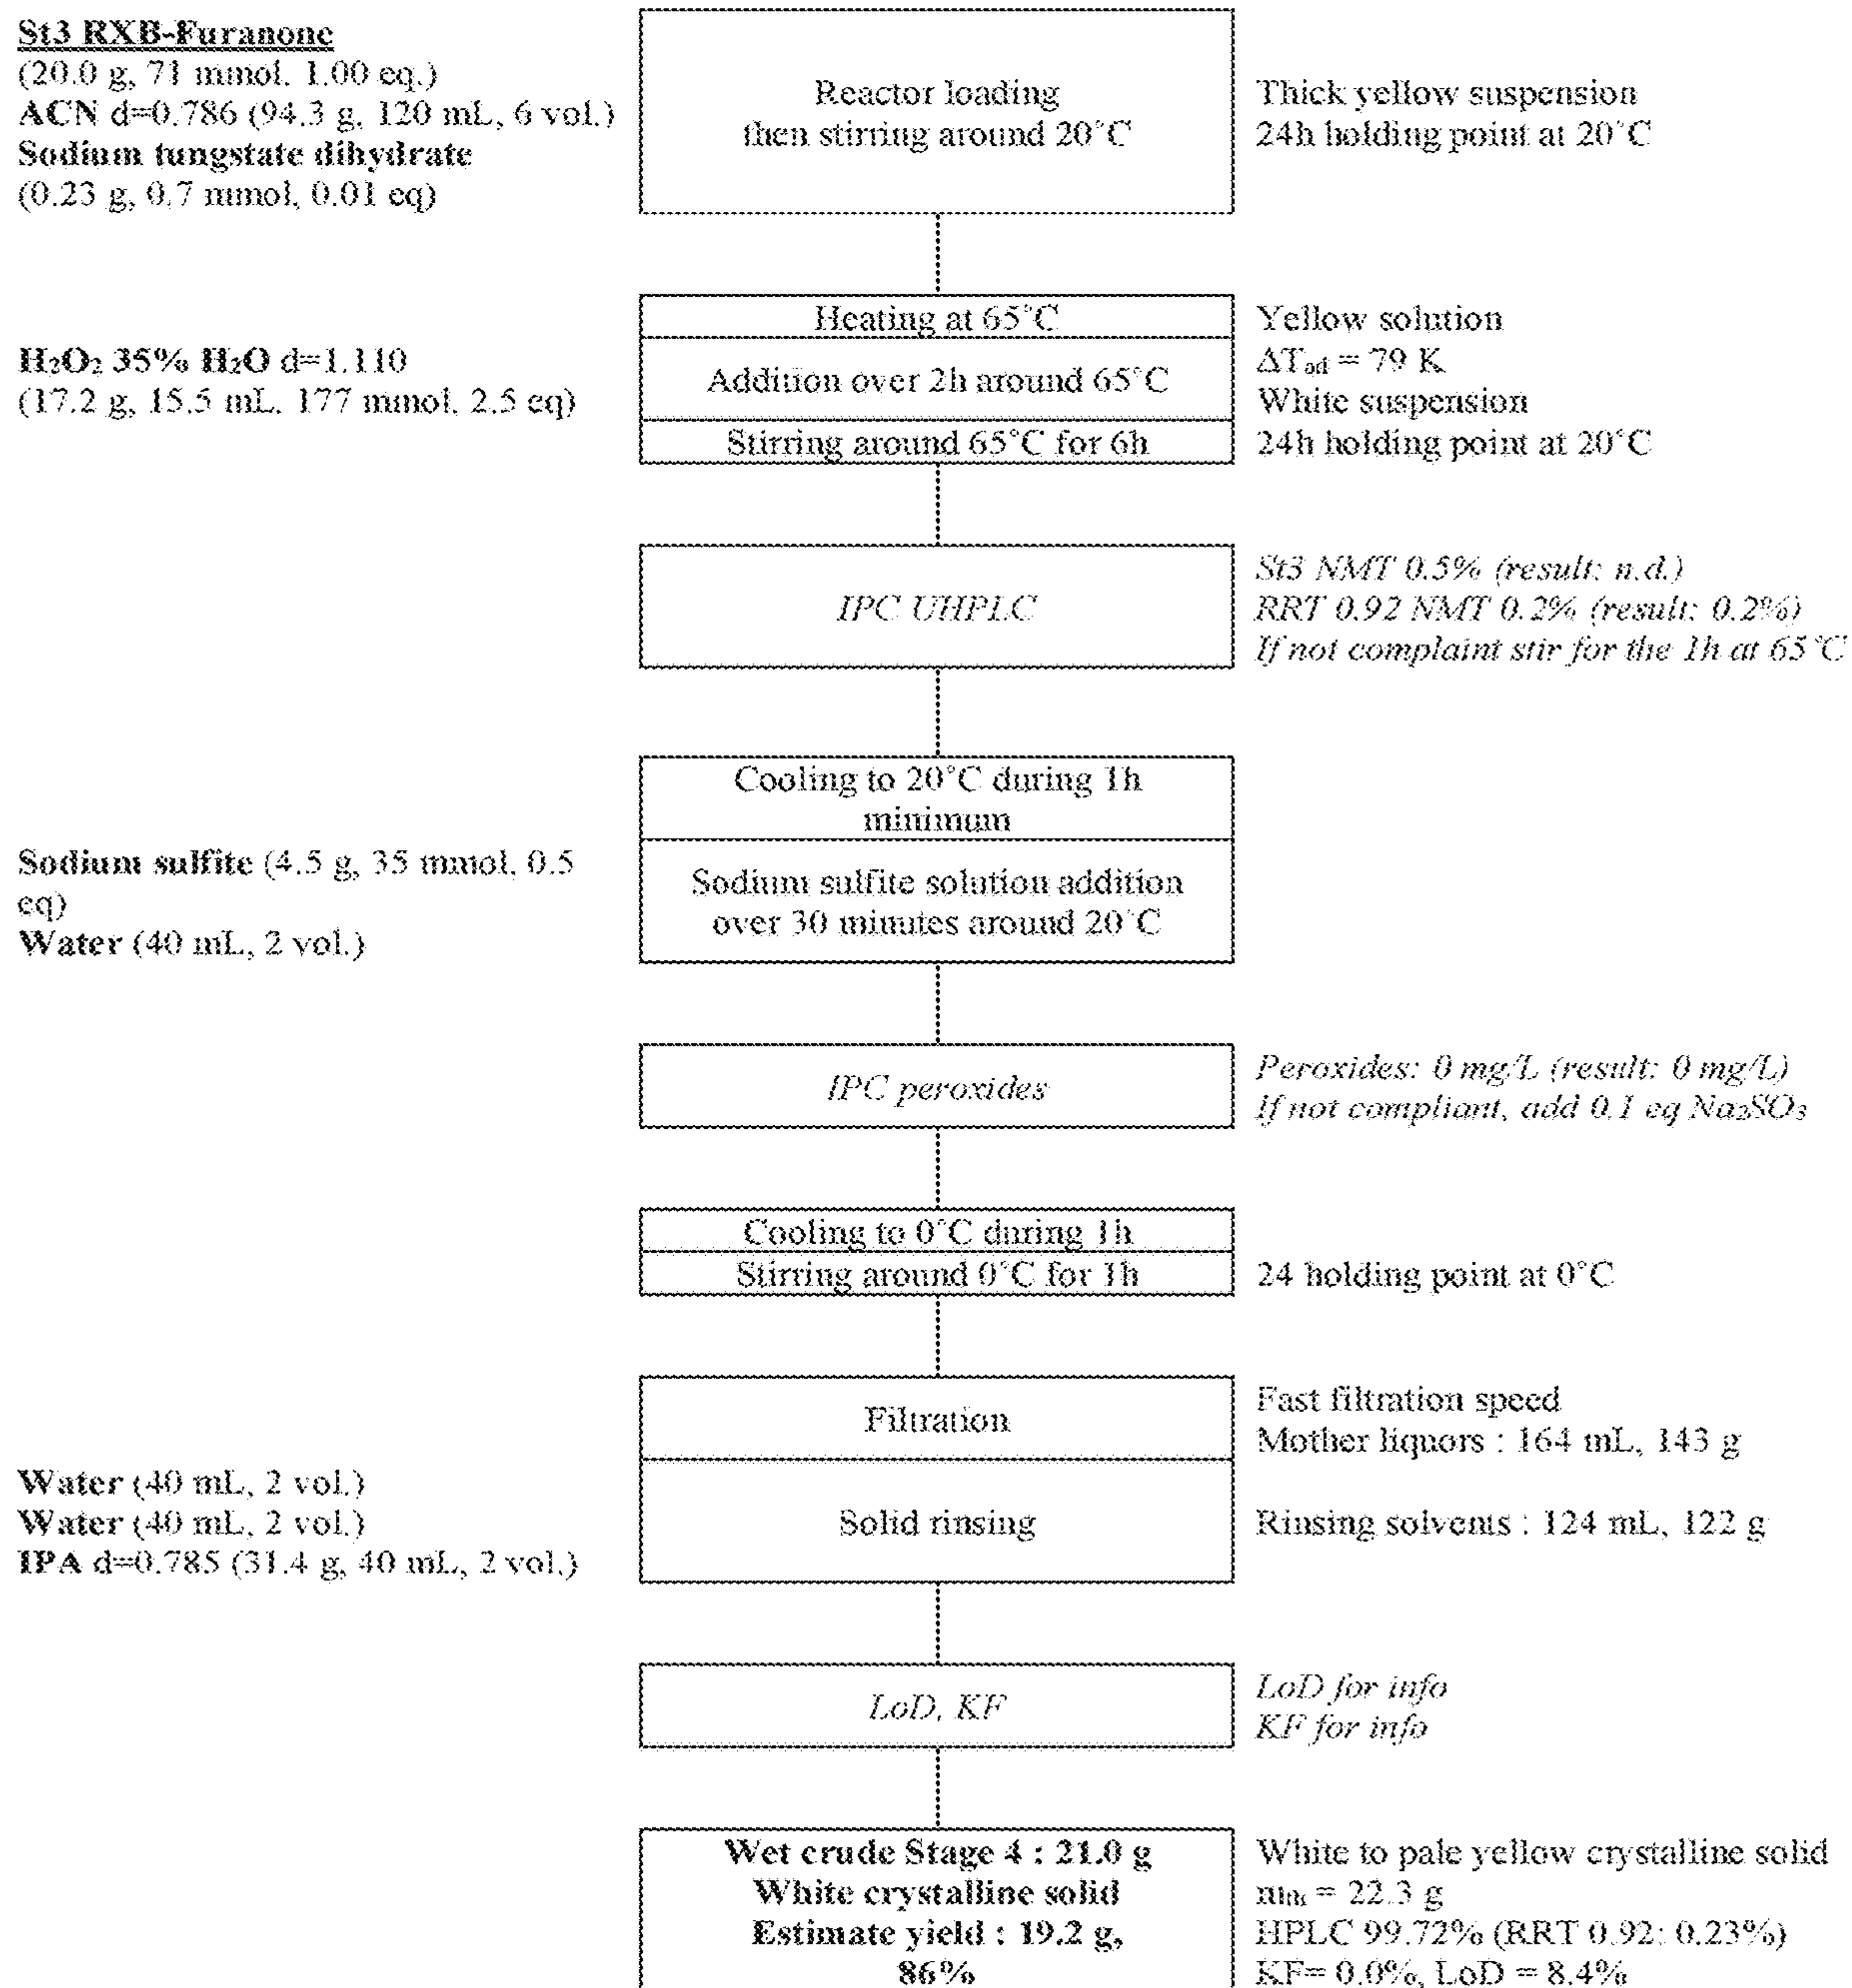 St3 RXB-Furanone
(20.0 g, 71 mmol. 1.00 eq.)
ACN d=0.786 (94.3 g, 120 mL, 6 vol.)
Sodium tungstate dihydrate
(0.23 g, 0.7 mmol, 0.01 eq)
Reactor loading
then stirring around 20°C
Thick yellow suspension
24h holding point at 20°C
H₂O₂ 35% H₂O d=1.110
(17.2 g, 15.5 mL. 177 mmol. 2.5 eq)
Heating at 65°C
Addition over 2h around 65°C
Stirring around 65°C for 6h
Yellow solution
ΔTad = 79 K
White suspension
24h holding point at 20°C
IPC UHPLC
St3 NMT 0.5% (result: n.d.)
RRT 0.92 NMT 0.2% (result: 0.2%)
If not complaint stir for the 1h at 65°C
Cooling to 20°C during 1h
minimum
Sodium sulfite (4.5 g, 35 mmol, 0.5
eq)
Water (40 mL, 2 vol.)
Sodium sulfite solution addition
over 30 minutes around 20°C
IPC peroxides
Peroxides: 0 mg/L (result: 0 mg/L)
If not compliant, add 0.1 eq Na₂SO₃
Cooling to 0°C during 1h
Stirring around 0°C for 1h
24 holding point at 0°C
Filtration
Fast filtration speed
Mother liquors : 164 mL, 143 g
Water (40 mL, 2 vol.)
Water (40 mL, 2 vol.)
IPA d=0.785 (31.4 g, 40 mL, 2 vol.)
Solid rinsing
Rinsing solvents : 124 mL, 122 g
LoD, KF
LoD for info
KF for info
Wet crude Stage 4 : 21.0 g
White crystalline solid
Estimate yield : 19.2 g,
86%
White to pale yellow crystalline solid
mth = 22.3 g
HPLC 99.72% (RRT 0.92: 0.23%)
KF= 0.0%, LoD = 8.4%